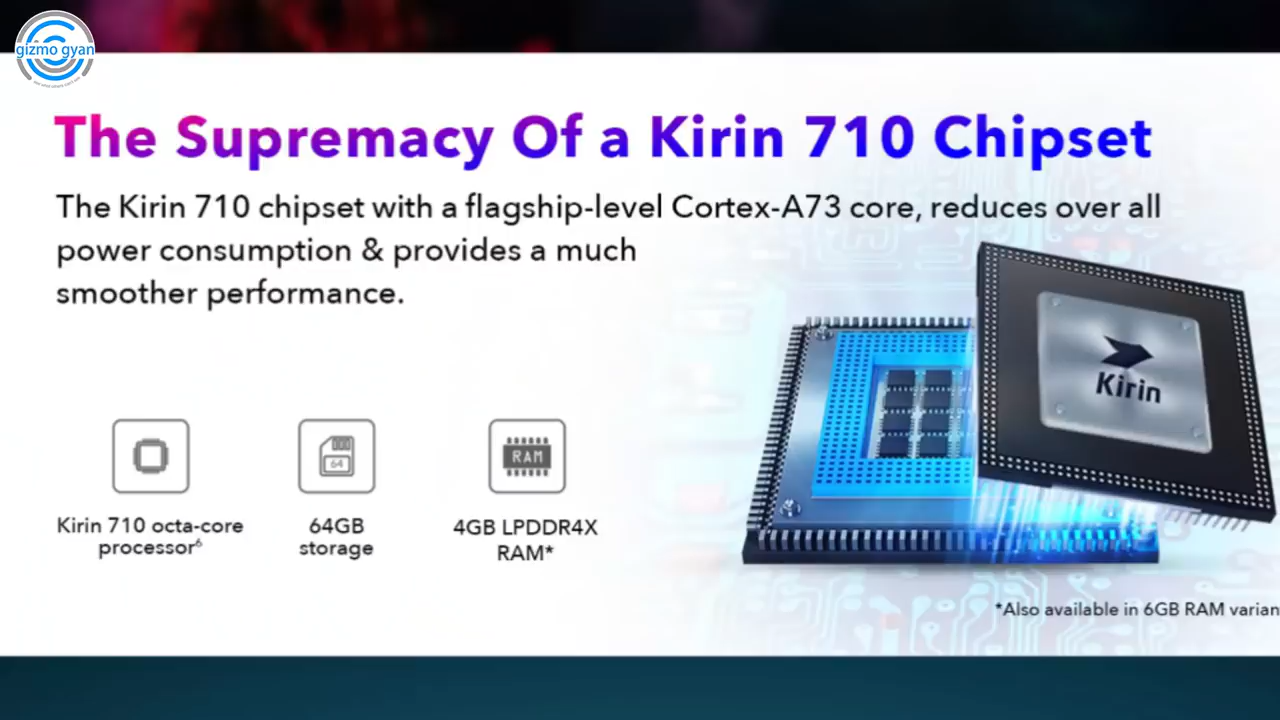 gizmo gyan
The Supremacy Of a Kirin 710 Chipset
The Kirin 710 chipset with a flagship-level Cortex-A73 core, reduces over all
power consumption & provides a much
smoother performance.
Kirin
64
RAM
Kirin 710 octa-core
processor⁶
64GB
storage
4GB LPDDR4X
RAM*
*Also available in 6GB RAM varian